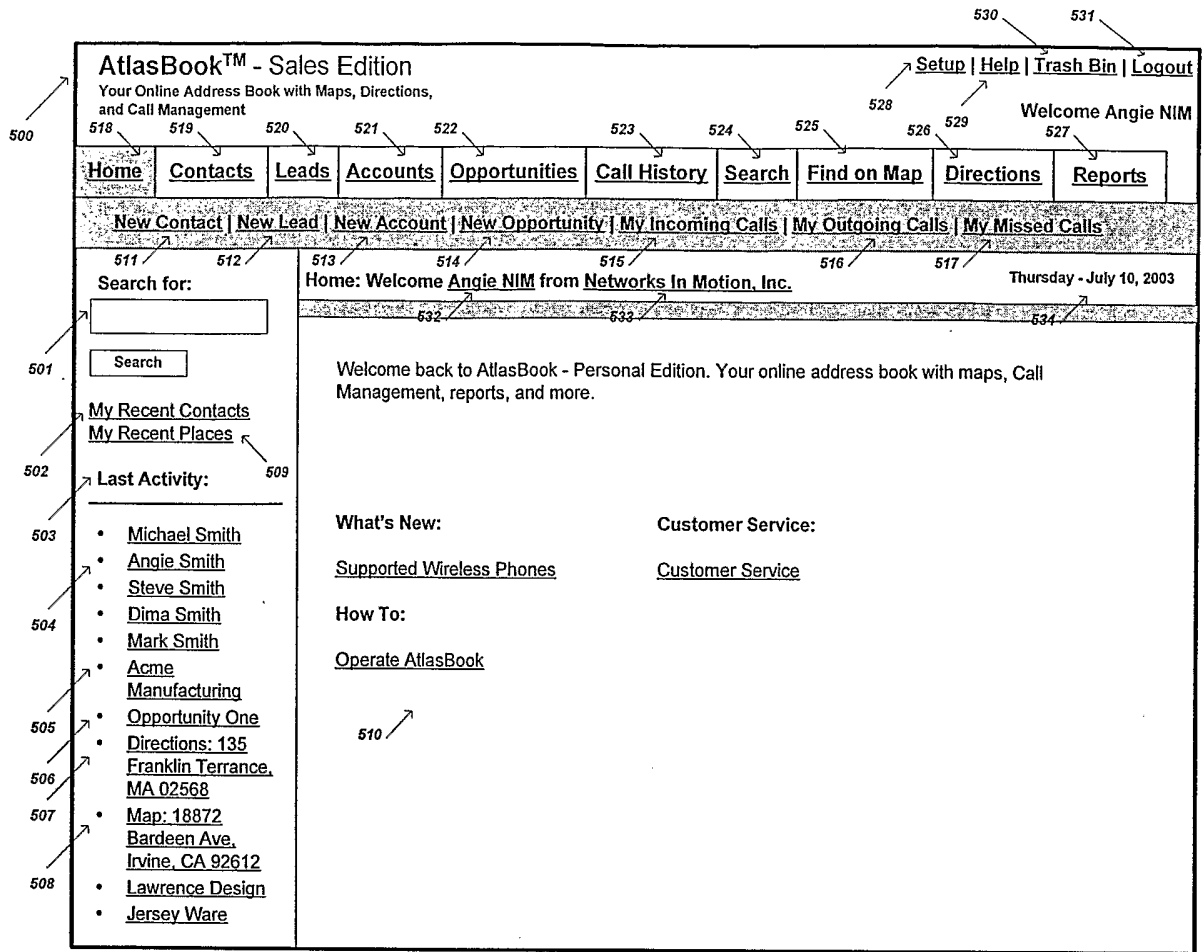 530 531
AtlasBook™ - Sales Edition
Setup | Help | Trash Bin | Logout
Your Online Address Book with Maps, Directions,
and Call Management
500
528
529
Welcome Angie NIM
518 519 520 521 522 523 524 525 526 527
Home Contacts Leads Accounts Opportunities Call History Search Find on Map Directions Reports
New Contact | New Lead | New Account | New Opportunity | My Incoming Calls | My Outgoing Calls | My Missed Calls
511 512 513 514 515 516 517
Search for:
Home: Welcome Angie NIM from Networks In Motion, Inc.
Thursday - July 10, 2003
532 533 534
501
Search
Welcome back to AtlasBook - Personal Edition. Your online address book with maps, Call
Management, reports, and more.
My Recent Contacts
My Recent Places
502
509
Last Activity:
503
• Michael Smith
• Angie Smith
• Steve Smith
• Dima Smith
• Mark Smith
• Acme
Manufacturing
• Opportunity One
• Directions: 135
Franklin Terrance,
MA 02568
• Map: 18872
Bardeen Ave,
Irvine, CA 92612
• Lawrence Design
• Jersey Ware
504
505
506
507
508
What's New:
Customer Service:
Supported Wireless Phones
Customer Service
How To:
Operate AtlasBook
510